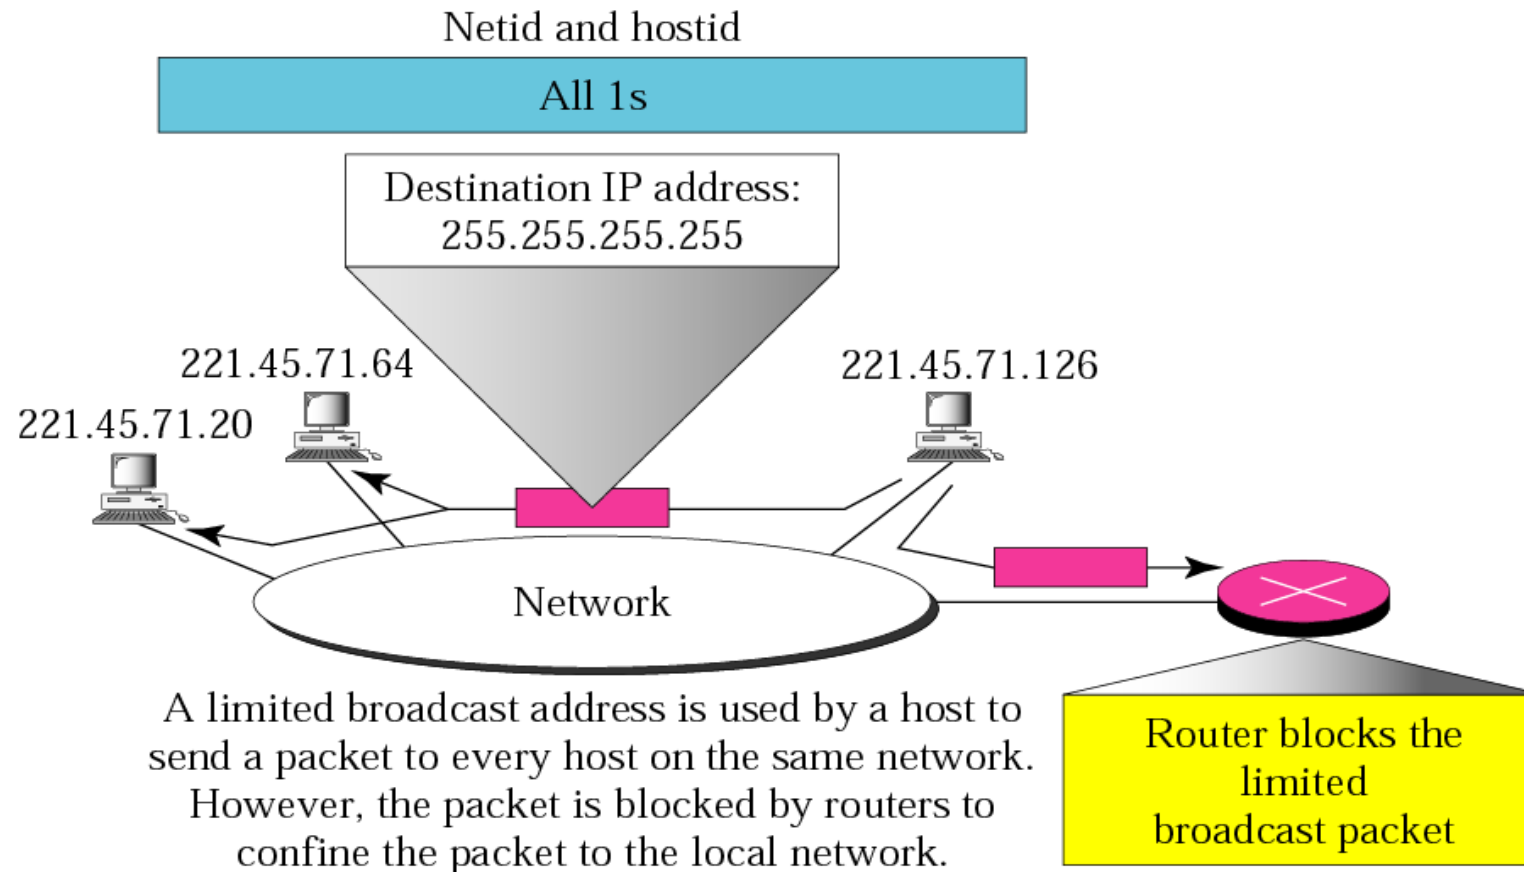 Netid and hostid
All 1s
Destination IP address:
255.255.255.255
221.45.71.64
221.45.71.126
221.45.71.20
Network
A limited broadcast address is used by a host to
send a packet to every host on the same network.
However, the packet is blocked by routers to
confine the packet to the local network.
Router blocks the
limited
broadcast packet